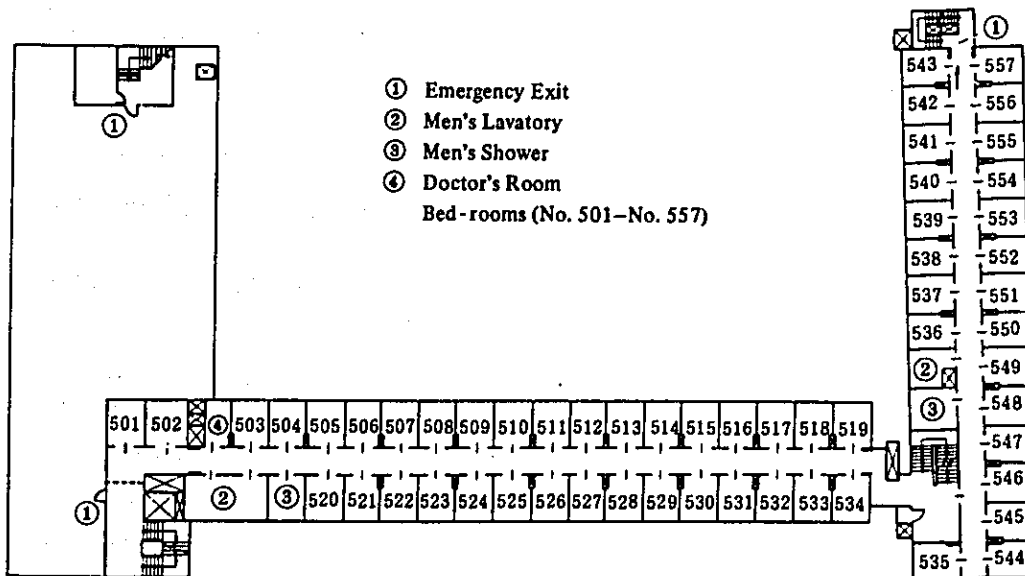 ①
① Emergency Exit
② Men's Lavatory
③ Men's Shower
④ Doctor's Room
Bed-rooms (No. 501–No. 557)
①
543 557
542 556
541 555
540 554
539 553
538 552
537 551
536 550
② 549
③ 548
547
546
545
535 544
501 502 ④ 503 504 505 506 507 508 509 510 511 512 513 514 515 516 517 518 519
① ② ③ 520 521 522 523 524 525 526 527 528 529 530 531 532 533 534